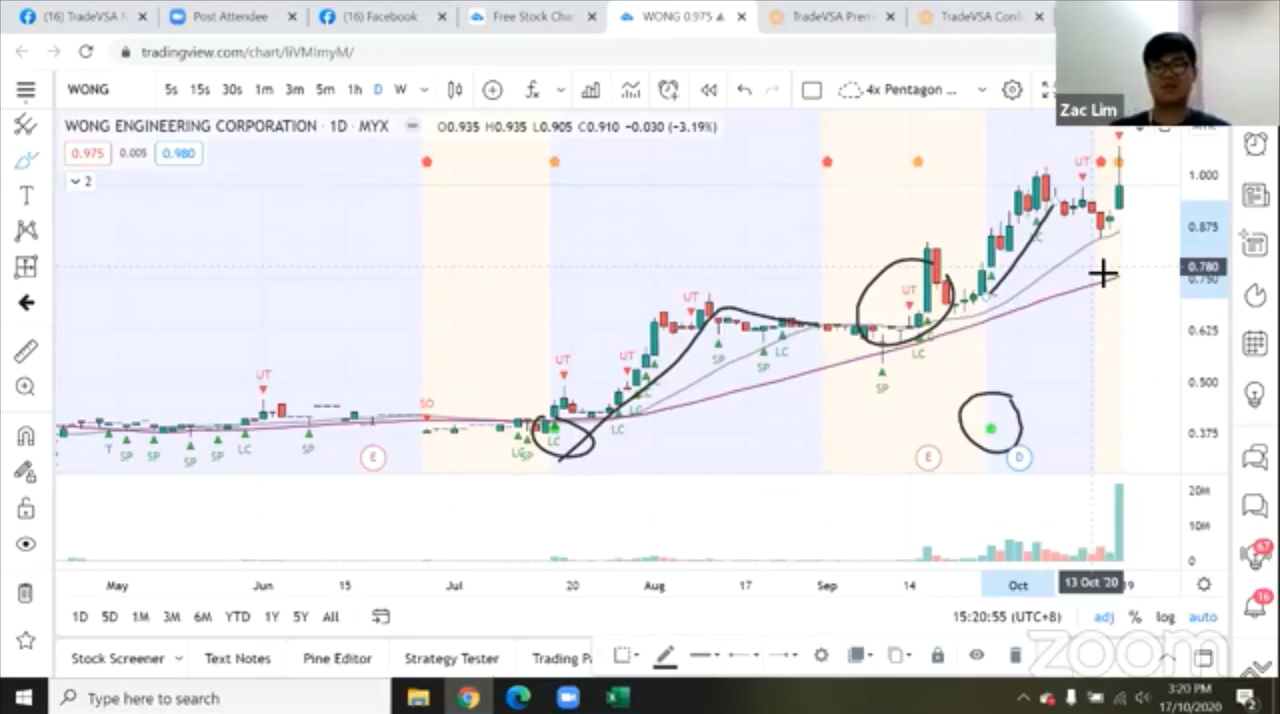 (16) TradeVSA
Post Attendee
(16) Facebook
Free Stock Cha
WONG 0.975 ▲
TradeVSA Prem
TradeVSA Conf
tradingview.com/chart/liVMImyM/
Zac Lim
WONG
5s 15s 30s 1m 3m 5m 1h D W
4x Pentagon ...
WONG ENGINEERING CORPORATION · 1D · MYX
O0.935 H0.935 L0.905 C0.910 -0.030 (-3.19%)
0.975 0.005 0.980
2
UT
1.000
0.875
UT
UT
0.780
0.750
UT
UT
UT
UT
0.625
SP
SP
LC
SP
LC
0.500
SO
LC
LC
0.375
T
SP
SP
SP
SP
LC
SP
LC
SP
LC
E
E
D
20M
10M
0
May
Jun
15
Jul
20
Aug
17
Sep
14
Oct
13 Oct '20
19
1D 5D 1M 3M 6M YTD 1Y 5Y All
15:20:55 (UTC+8)
adj % log auto
67
16
Stock Screener
Text Notes
Pine Editor
Strategy Tester
Trading Pa
zoom
Type here to search
3:20 PM
17/10/2020
2